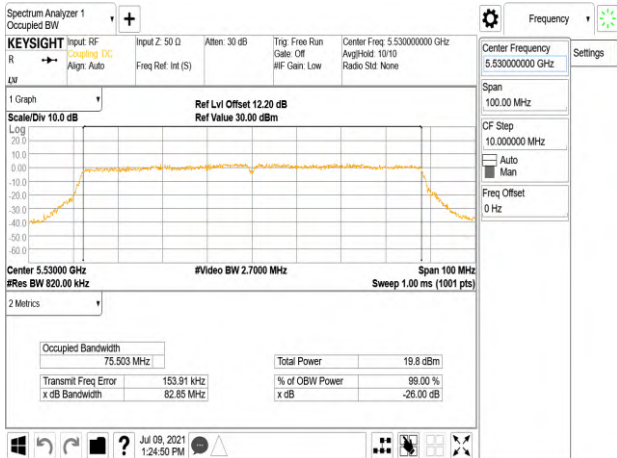 Spectrum Analyzer 1
Occupied BW
KEYSIGHT
R
LXI
Input: RF
Coupling: DC
Align: Auto
Input Z: 50 Ω
Freq Ref: Int (S)
Atten: 30 dB
Trig: Free Run
Gate: Off
#IF Gain: Low
Center Freq: 5.530000000 GHz
Avg|Hold: 10/10
Radio Std: None
1 Graph
Scale/Div 10.0 dB
Ref Lvl Offset 12.20 dB
Ref Value 30.00 dBm
Log
20.0
10.0
0.00
-10.0
-20.0
-30.0
-40.0
-50.0
-60.0
Center 5.53000 GHz
#Res BW 820.00 kHz
#Video BW 2.7000 MHz
Span 100 MHz
Sweep 1.00 ms (1001 pts)
2 Metrics
Occupied Bandwidth
75.503 MHz
Transmit Freq Error 153.91 kHz
x dB Bandwidth 82.85 MHz
Total Power 19.8 dBm
% of OBW Power 99.00 %
x dB -26.00 dB
?
Jul 09, 2021
1:24:50 PM
Frequency
Center Frequency
5.530000000 GHz
Span
100.00 MHz
CF Step
10.000000 MHz
Auto
Man
Freq Offset
0 Hz
Settings